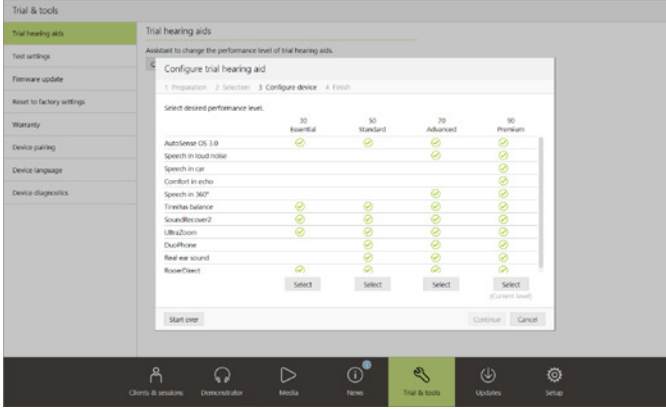 Trial & tools
Trial hearing aids
Test settings
Firmware update
Reset to factory settings
Warranty
Device pairing
Device language
Device diagnostics
Trial hearing aids
Assistant to change the performance level of trial hearing aids.
Configure trial hearing aid
1 Preparation 2 Selection 3 Configure device 4 Finish
Select desired performance level.
30 50 70 90
Essential Standard Advanced Premium
AutoSense OS 3.0
Speech in loud noise
Speech in car
Comfort in echo
Speech in 360°
Tinnitus balance
SoundRecover2
UltraZoom
DuoPhone
Real ear sound
RogerDirect
Select Select Select Select
(Current level)
Start over Continue Cancel
Clients & sessions Demonstrator Media News Trial & tools Updates Setup